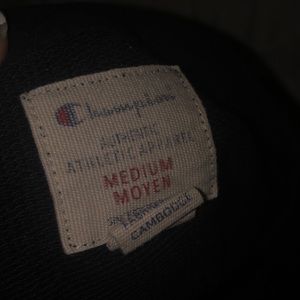 Champion
AUTHENTIC
ATHLETIC APPAREL
MEDIUM
MOYEN
CAMBODGE